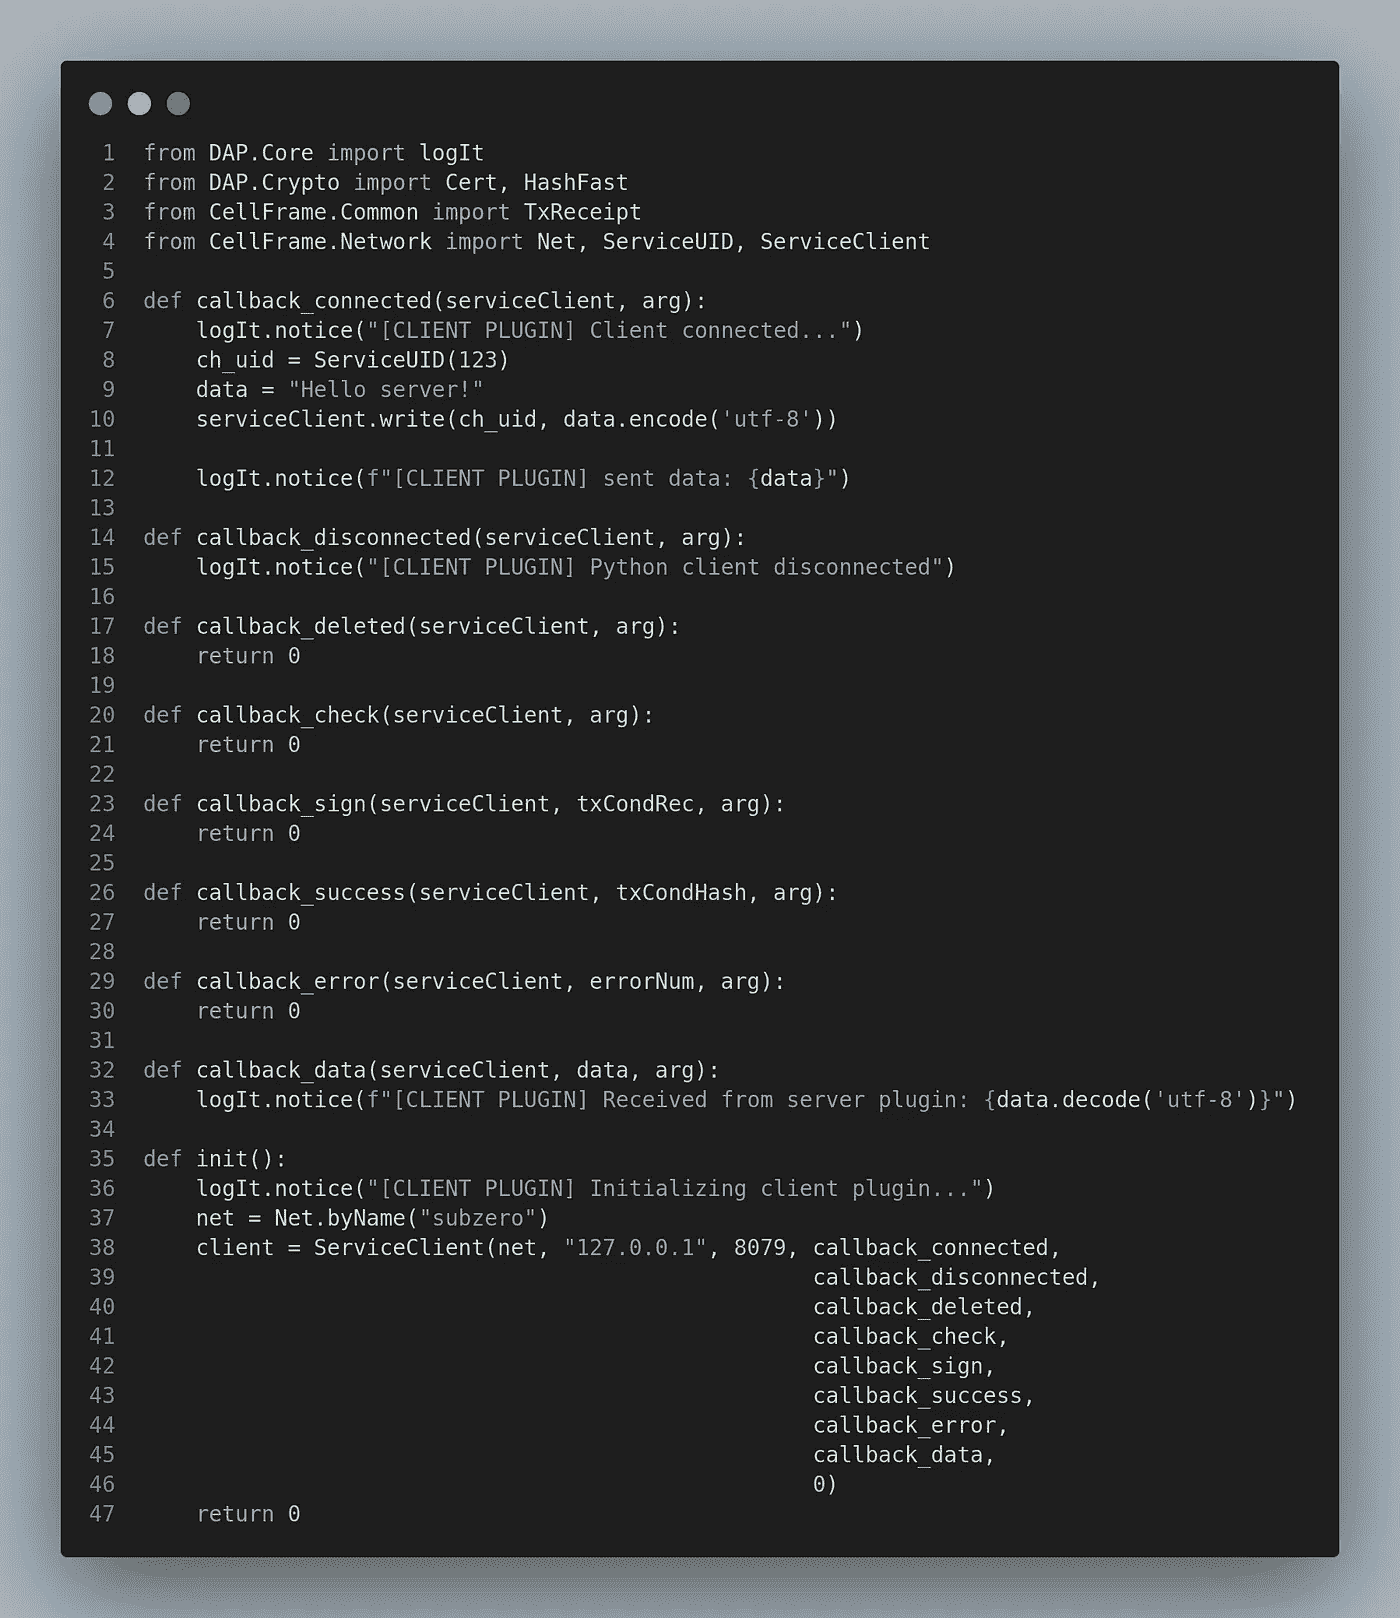 1 from DAP.Core import logIt
2 from DAP.Crypto import Cert, HashFast
3 from CellFrame.Common import TxReceipt
4 from CellFrame.Network import Net, ServiceUID, ServiceClient
5
6 def callback_connected(serviceClient, arg):
7     logIt.notice("[CLIENT PLUGIN] Client connected...")
8     ch_uid = ServiceUID(123)
9     data = "Hello server!"
10     serviceClient.write(ch_uid, data.encode('utf-8'))
11
12     logIt.notice(f"[CLIENT PLUGIN] sent data: {data}")
13
14 def callback_disconnected(serviceClient, arg):
15     logIt.notice("[CLIENT PLUGIN] Python client disconnected")
16
17 def callback_deleted(serviceClient, arg):
18     return 0
19
20 def callback_check(serviceClient, arg):
21     return 0
22
23 def callback_sign(serviceClient, txCondRec, arg):
24     return 0
25
26 def callback_success(serviceClient, txCondHash, arg):
27     return 0
28
29 def callback_error(serviceClient, errorNum, arg):
30     return 0
31
32 def callback_data(serviceClient, data, arg):
33     logIt.notice(f"[CLIENT PLUGIN] Received from server plugin: {data.decode('utf-8')}")
34
35 def init():
36     logIt.notice("[CLIENT PLUGIN] Initializing client plugin...")
37     net = Net.byName("subzero")
38     client = ServiceClient(net, "127.0.0.1", 8079, callback_connected,
39                                                    callback_disconnected,
40                                                    callback_deleted,
41                                                    callback_check,
42                                                    callback_sign,
43                                                    callback_success,
44                                                    callback_error,
45                                                    callback_data,
46                                                    0)
47     return 0